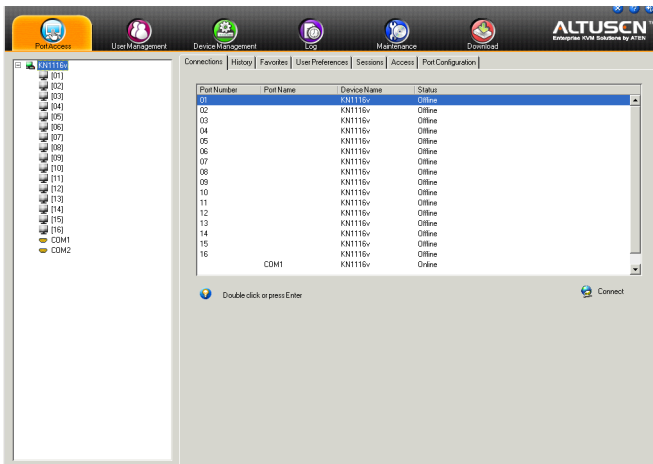 ALTUSCN™
Enterprise KVM Solutions by ATEN
Port Access User Management Device Management Log Maintenance Download
KN1116v
[01]
[02]
[03]
[04]
[05]
[06]
[07]
[08]
[09]
[10]
[11]
[12]
[13]
[14]
[15]
[16]
COM1
COM2
Connections History Favorites User Preferences Sessions Access Port Configuration
Port Number Port Name Device Name Status
01 KN1116v Offline
02 KN1116v Offline
03 KN1116v Offline
04 KN1116v Offline
05 KN1116v Offline
06 KN1116v Offline
07 KN1116v Offline
08 KN1116v Offline
09 KN1116v Offline
10 KN1116v Offline
11 KN1116v Offline
12 KN1116v Offline
13 KN1116v Offline
14 KN1116v Offline
15 KN1116v Offline
16 KN1116v Offline
COM1 KN1116v Online
Double click or press Enter
Connect